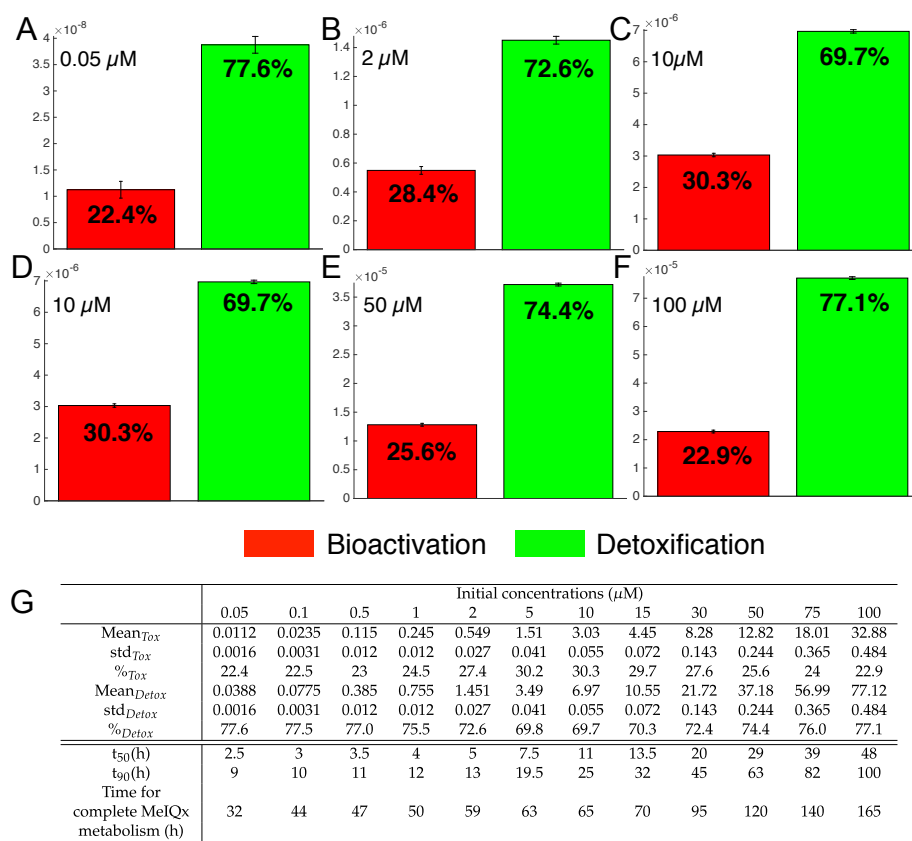 A
×10⁻⁸
0.05 µM
4
3.5
3
2.5
2
1.5
1
0.5
0
22.4%
77.6%
B
×10⁻⁶
2 µM
1.4
1.2
1
0.8
0.6
0.4
0.2
0
28.4%
72.6%
C
×10⁻⁶
10µM
7
6
5
4
3
2
1
0
30.3%
69.7%
D
×10⁻⁶
10 µM
7
6
5
4
3
2
1
0
30.3%
69.7%
E
×10⁻⁵
50 µM
3.5
3
2.5
2
1.5
1
0.5
0
25.6%
74.4%
F
×10⁻⁵
100 µM
7
6
5
4
3
2
1
0
22.9%
77.1%
Bioactivation Detoxification
G
Initial concentrations (µM)
0.05 0.1 0.5 1 2 5 10 15 30 50 75 100
Mean_Tox 0.0112 0.0235 0.115 0.245 0.549 1.51 3.03 4.45 8.28 12.82 18.01 32.88
std_Tox 0.0016 0.0031 0.012 0.012 0.027 0.041 0.055 0.072 0.143 0.244 0.365 0.484
%_Tox 22.4 22.5 23 24.5 27.4 30.2 30.3 29.7 27.6 25.6 24 22.9
Mean_Detox 0.0388 0.0775 0.385 0.755 1.451 3.49 6.97 10.55 21.72 37.18 56.99 77.12
std_Detox 0.0016 0.0031 0.012 0.012 0.027 0.041 0.055 0.072 0.143 0.244 0.365 0.484
%_Detox 77.6 77.5 77.0 75.5 72.6 69.8 69.7 70.3 72.4 74.4 76.0 77.1
t₅₀(h) 2.5 3 3.5 4 5 7.5 11 13.5 20 29 39 48
t₉₀(h) 9 10 11 12 13 19.5 25 32 45 63 82 100
Time for
complete MeIQx 32 44 47 50 59 63 65 70 95 120 140 165
metabolism (h)